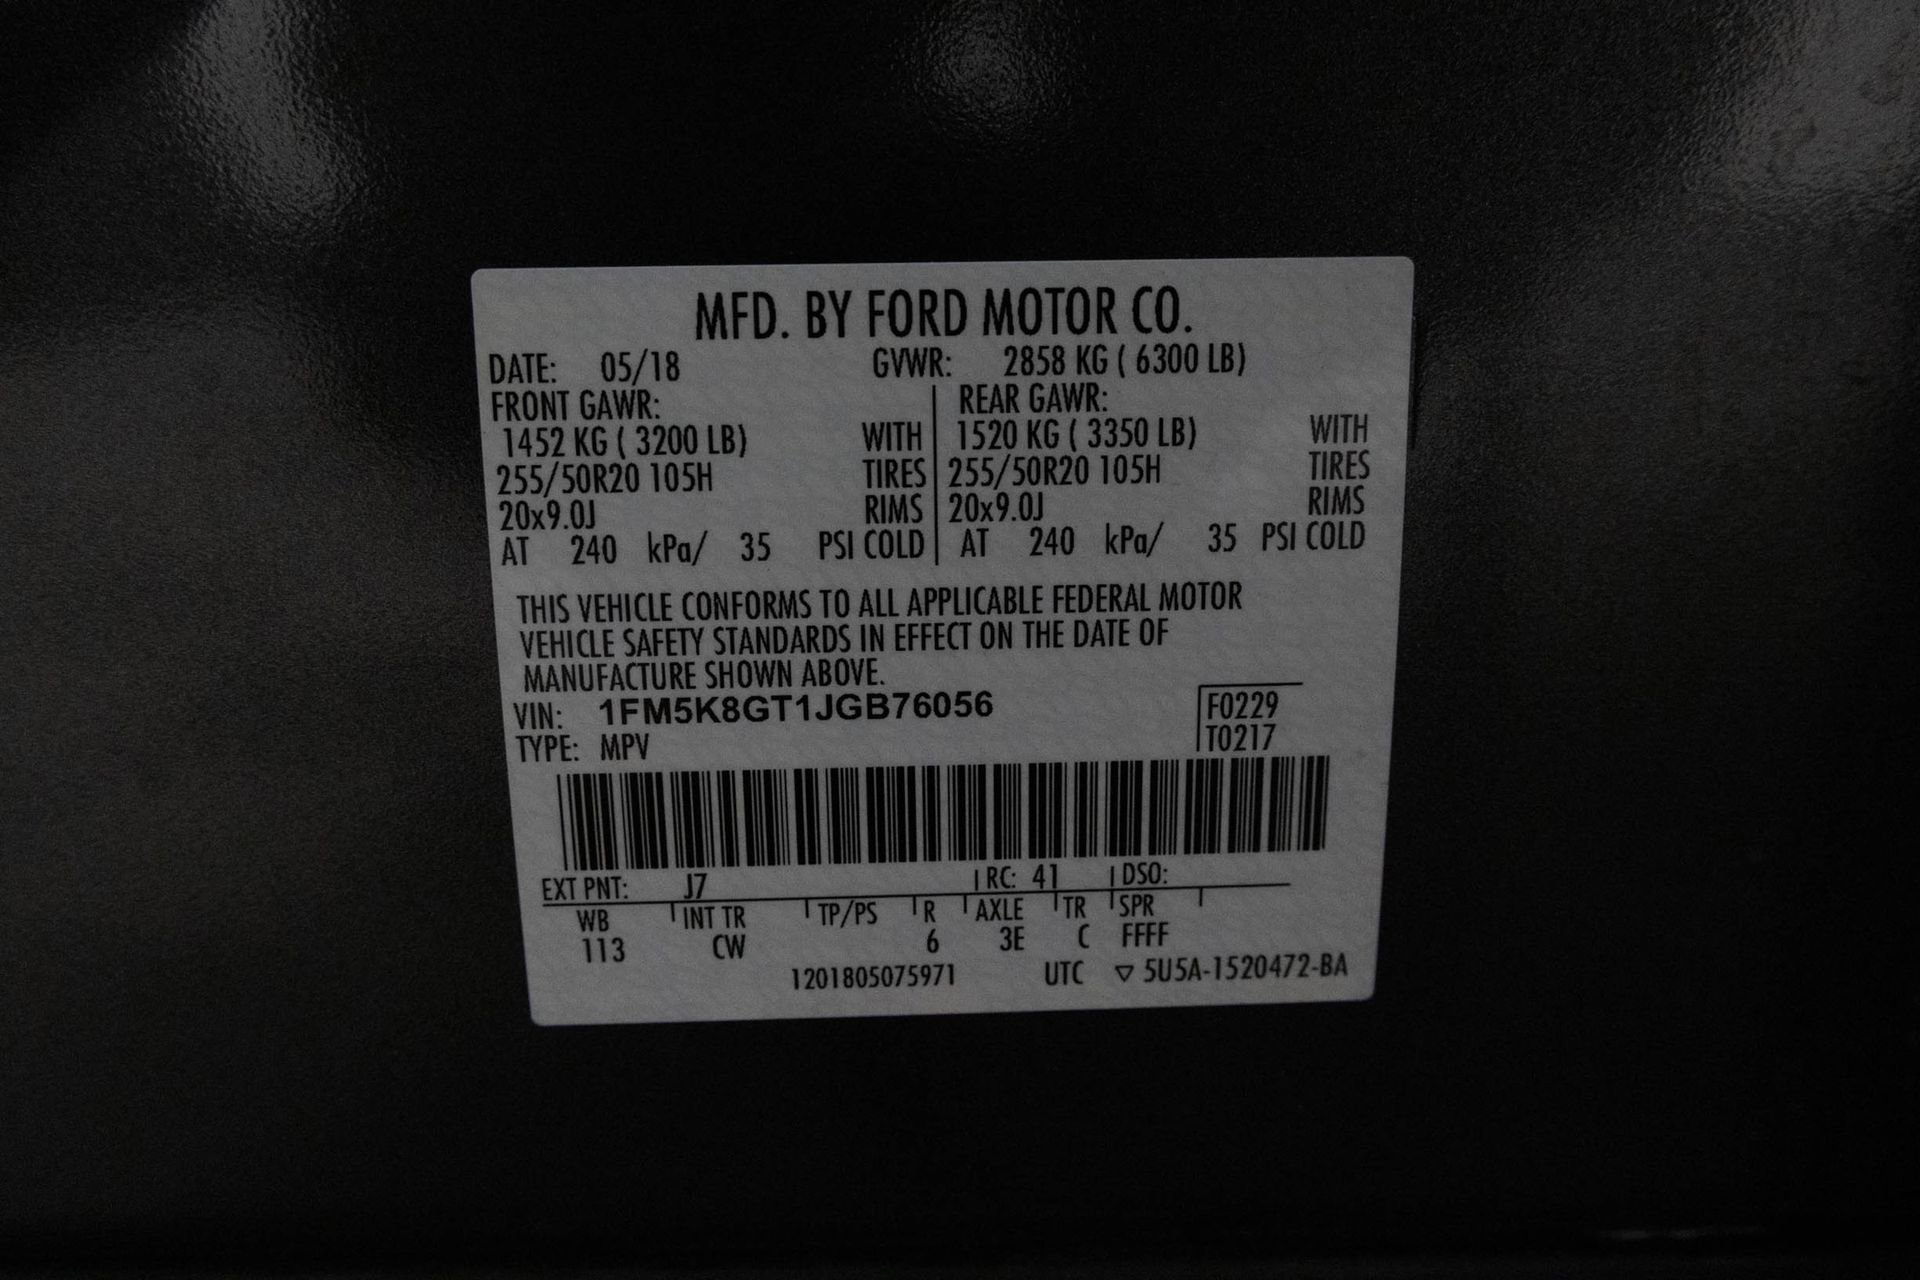 MFD. BY FORD MOTOR CO.
DATE: 05/18 GVWR: 2858 KG ( 6300 LB)
FRONT GAWR: REAR GAWR:
1452 KG ( 3200 LB) WITH 1520 KG ( 3350 LB) WITH
255/50R20 105H TIRES 255/50R20 105H TIRES
20x9.0J RIMS 20x9.0J RIMS
AT 240 kPa/ 35 PSI COLD AT 240 kPa/ 35 PSI COLD
THIS VEHICLE CONFORMS TO ALL APPLICABLE FEDERAL MOTOR
VEHICLE SAFETY STANDARDS IN EFFECT ON THE DATE OF
MANUFACTURE SHOWN ABOVE.
VIN: 1FM5K8GT1JGB76056 F0229
TYPE: MPV T0217
EXT PNT: J7 RC: 41 DSO:
WB INT TR TP/PS R AXLE TR SPR
113 CW 6 3E C FFFF
1201805075971 UTC ▽ 5U5A-1520472-BA